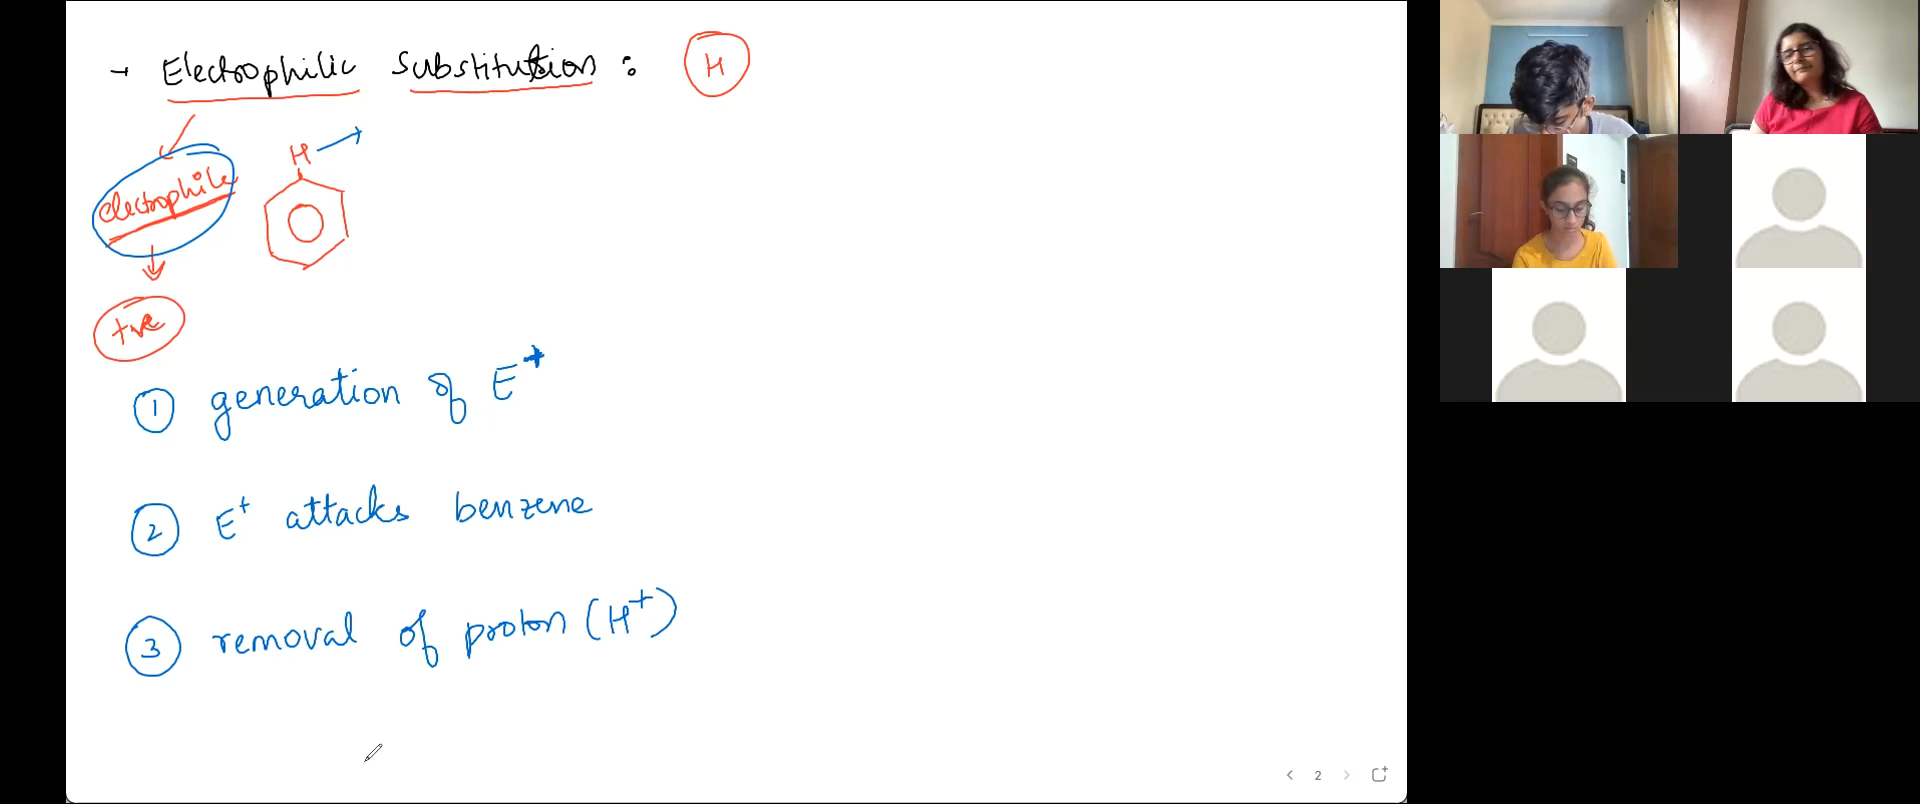 → Electrophilic Substitution : H
H
electrophile
+ve
1 generation of E⁺
2 E⁺ attacks benzene
3 removal of proton (H⁺)
< 2 >